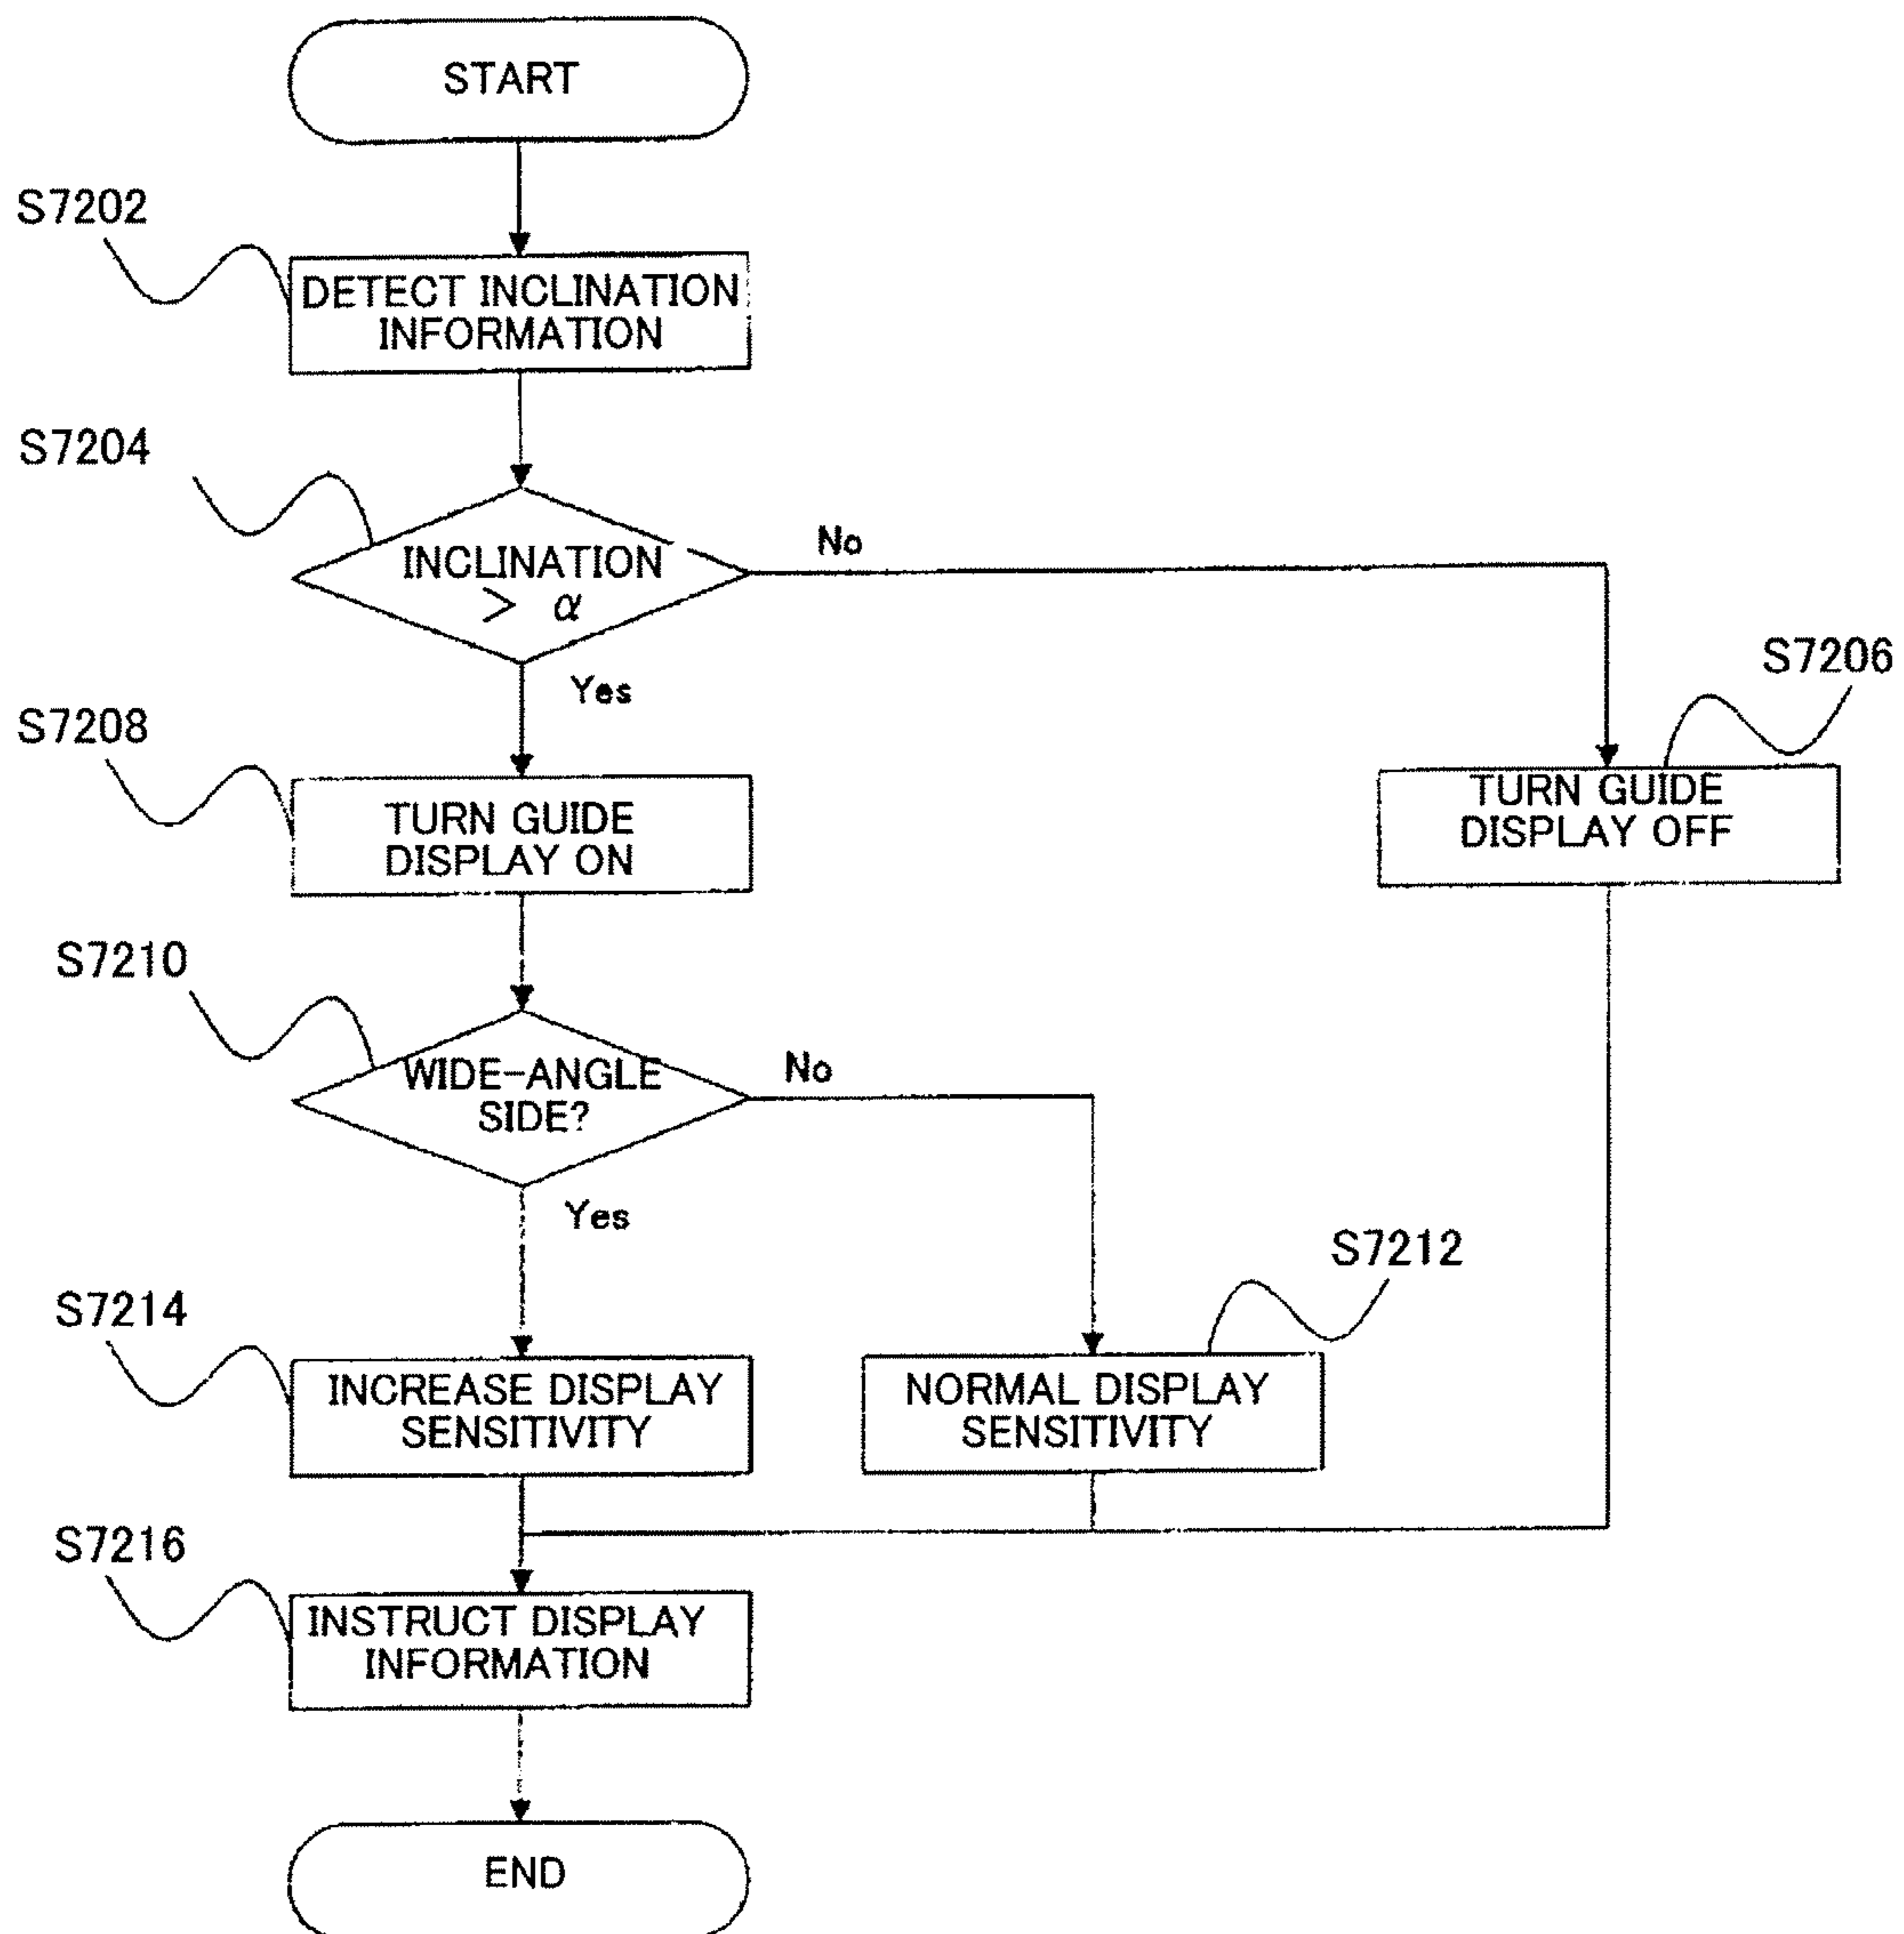 START
S7202
DETECT INCLINATION
INFORMATION
S7204
INCLINATION
> α
No
Yes
S7206
TURN GUIDE
DISPLAY OFF
S7208
TURN GUIDE
DISPLAY ON
S7210
WIDE-ANGLE
SIDE?
No
Yes
S7212
NORMAL DISPLAY
SENSITIVITY
S7214
INCREASE DISPLAY
SENSITIVITY
S7216
INSTRUCT DISPLAY
INFORMATION
END